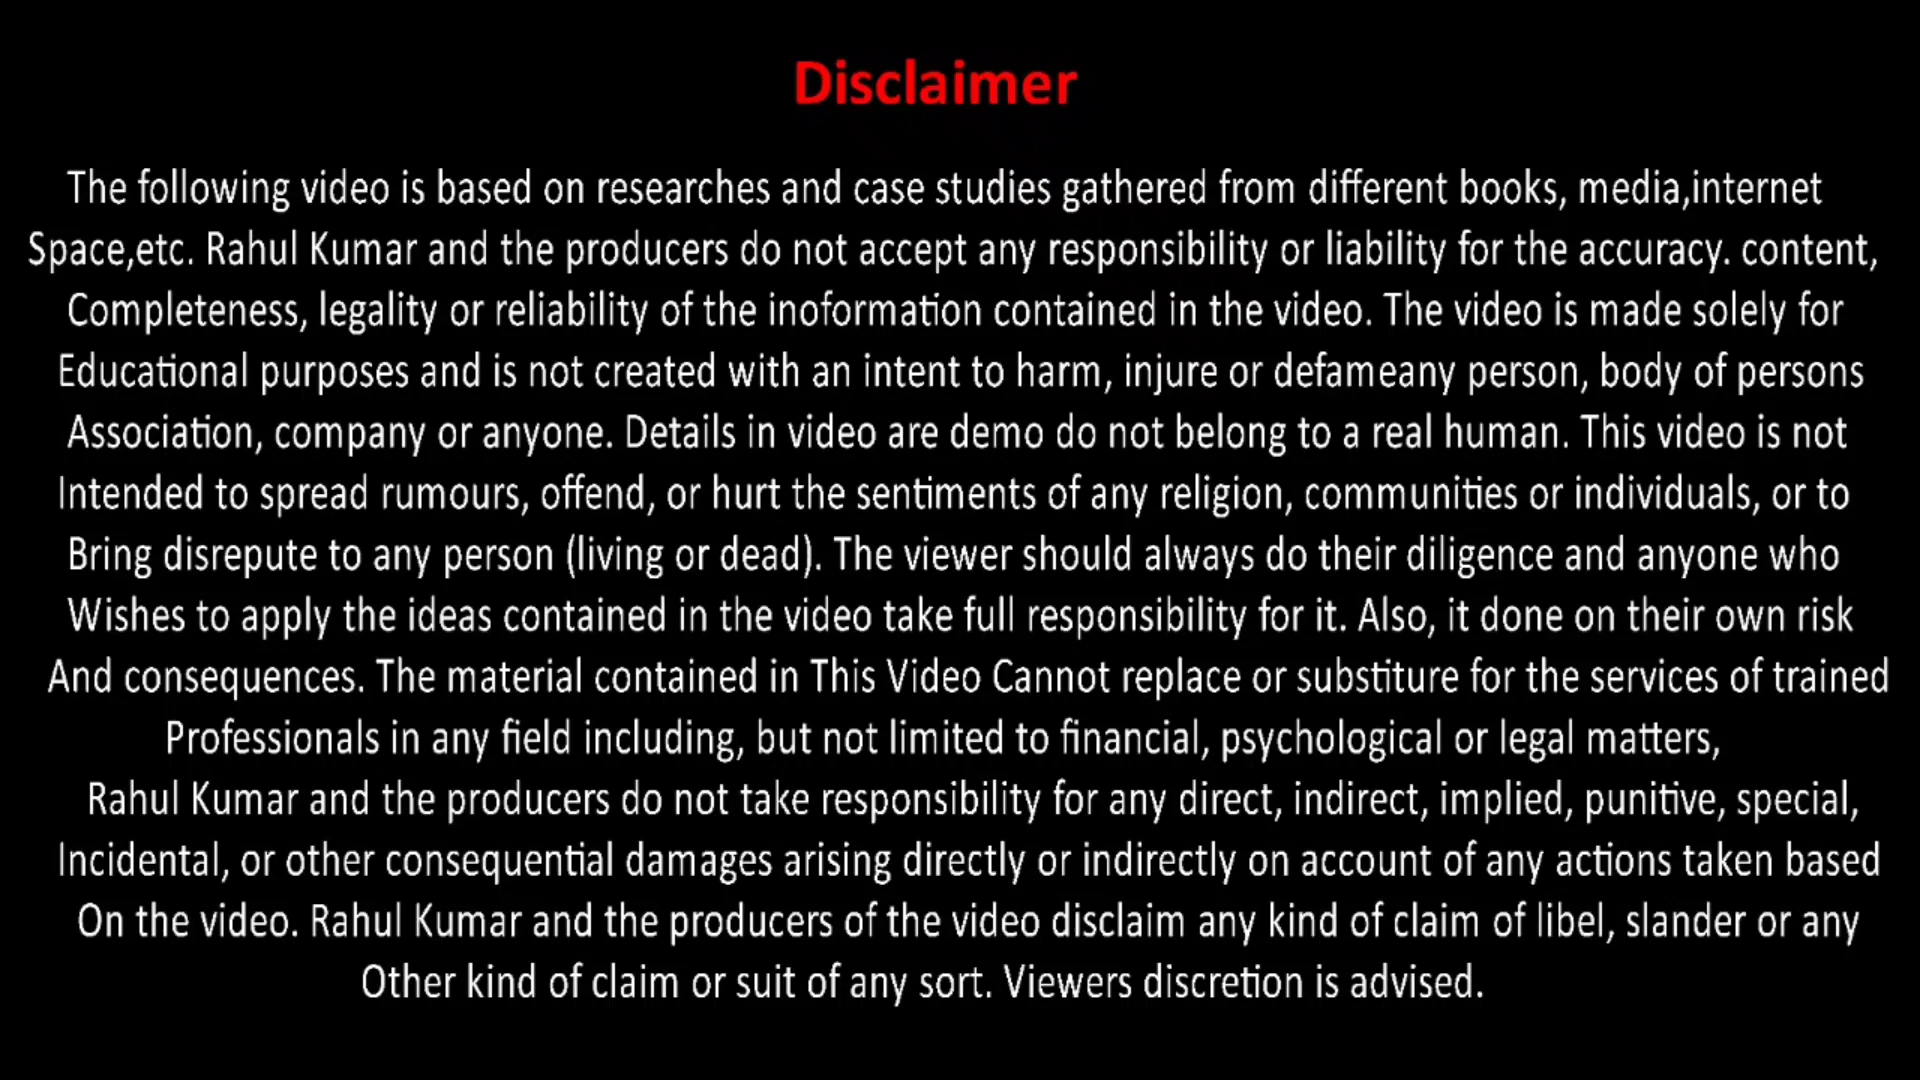 Disclaimer
The following video is based on researches and case studies gathered from different books, media,internet
Space,etc. Rahul Kumar and the producers do not accept any responsibility or liability for the accuracy. content,
Completeness, legality or reliability of the inoformation contained in the video. The video is made solely for
Educational purposes and is not created with an intent to harm, injure or defameany person, body of persons
Association, company or anyone. Details in video are demo do not belong to a real human. This video is not
Intended to spread rumours, offend, or hurt the sentiments of any religion, communities or individuals, or to
Bring disrepute to any person (living or dead). The viewer should always do their diligence and anyone who
Wishes to apply the ideas contained in the video take full responsibility for it. Also, it done on their own risk
And consequences. The material contained in This Video Cannot replace or substiture for the services of trained
Professionals in any field including, but not limited to financial, psychological or legal matters,
Rahul Kumar and the producers do not take responsibility for any direct, indirect, implied, punitive, special,
Incidental, or other consequential damages arising directly or indirectly on account of any actions taken based
On the video. Rahul Kumar and the producers of the video disclaim any kind of claim of libel, slander or any
Other kind of claim or suit of any sort. Viewers discretion is advised.